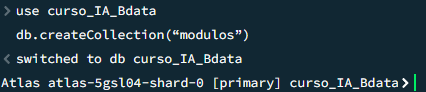 > use curso_IA_Bdata
db.createCollection(“modulos”)
< switched to db curso_IA_Bdata
Atlas atlas-5gsl04-shard-0 [primary] curso_IA_Bdata>